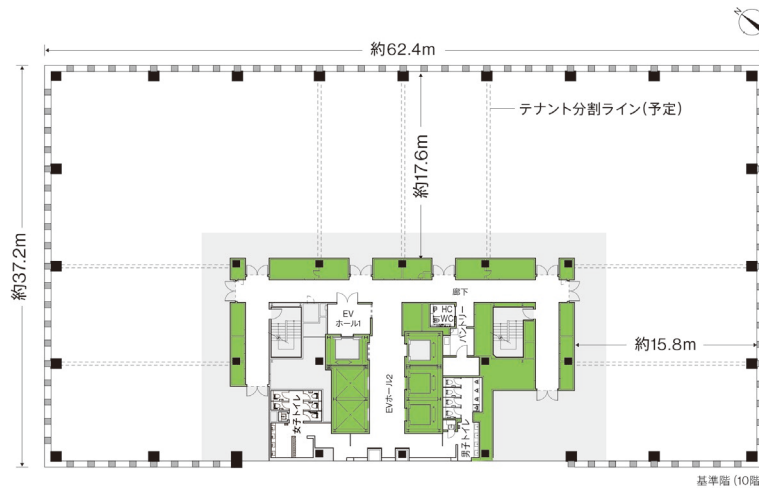 N
約62.4m
テナント分割ライン(予定)
約17.6m
約37.2m
廊下
EV
ホール1
HC
WC
パントリー
約15.8m
EVホール2
女子トイレ
男子トイレ
基準階 (10階